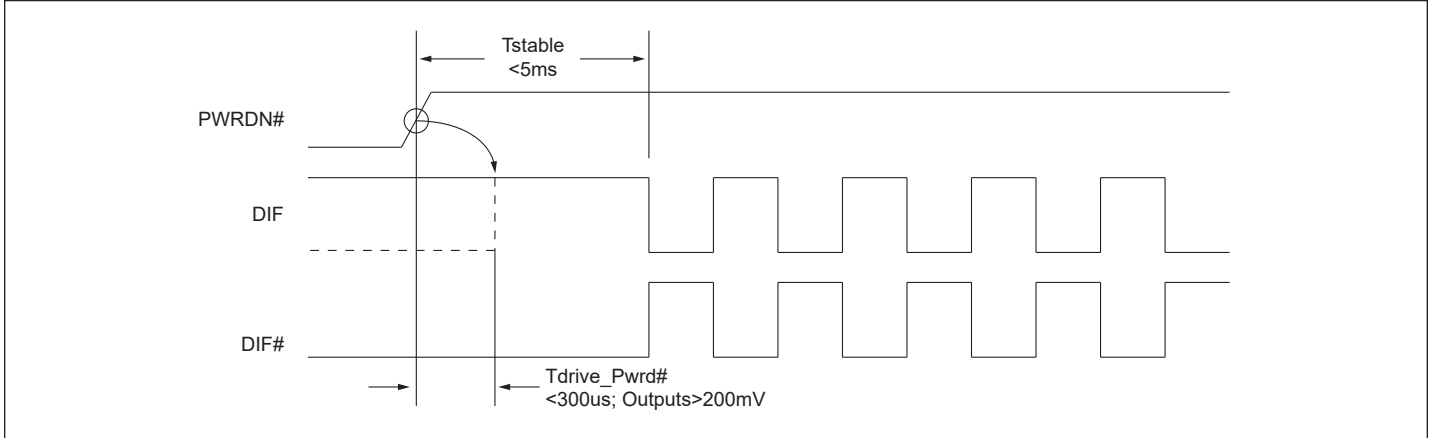 Tstable
<5ms
PWRDN#
DIF
DIF#
Tdrive_Pwrd#
<300us; Outputs>200mV